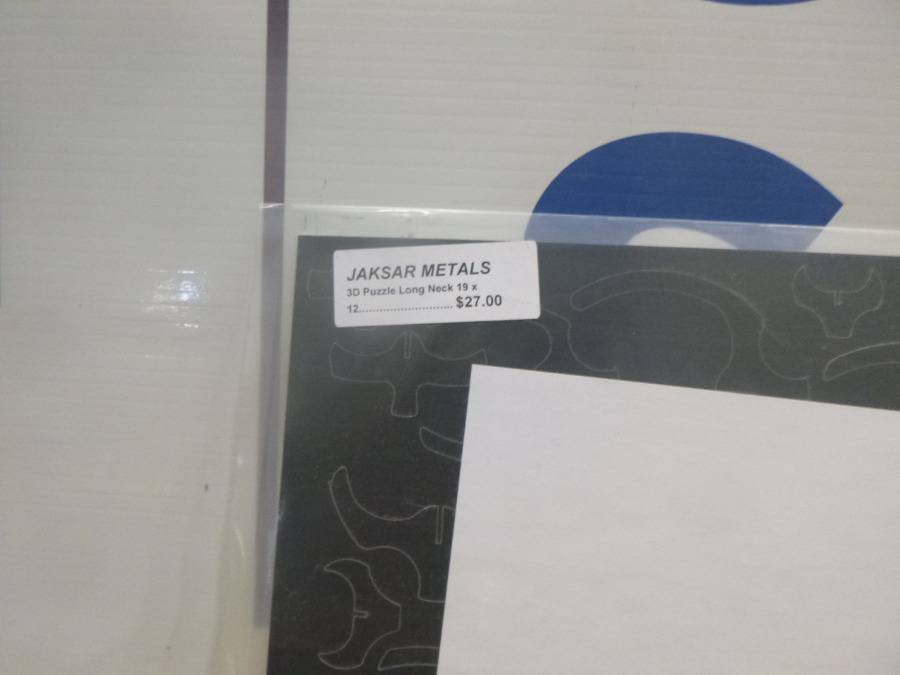 JAKSAR METALS
3D Puzzle Long Neck 19 x
12........................... $27.00